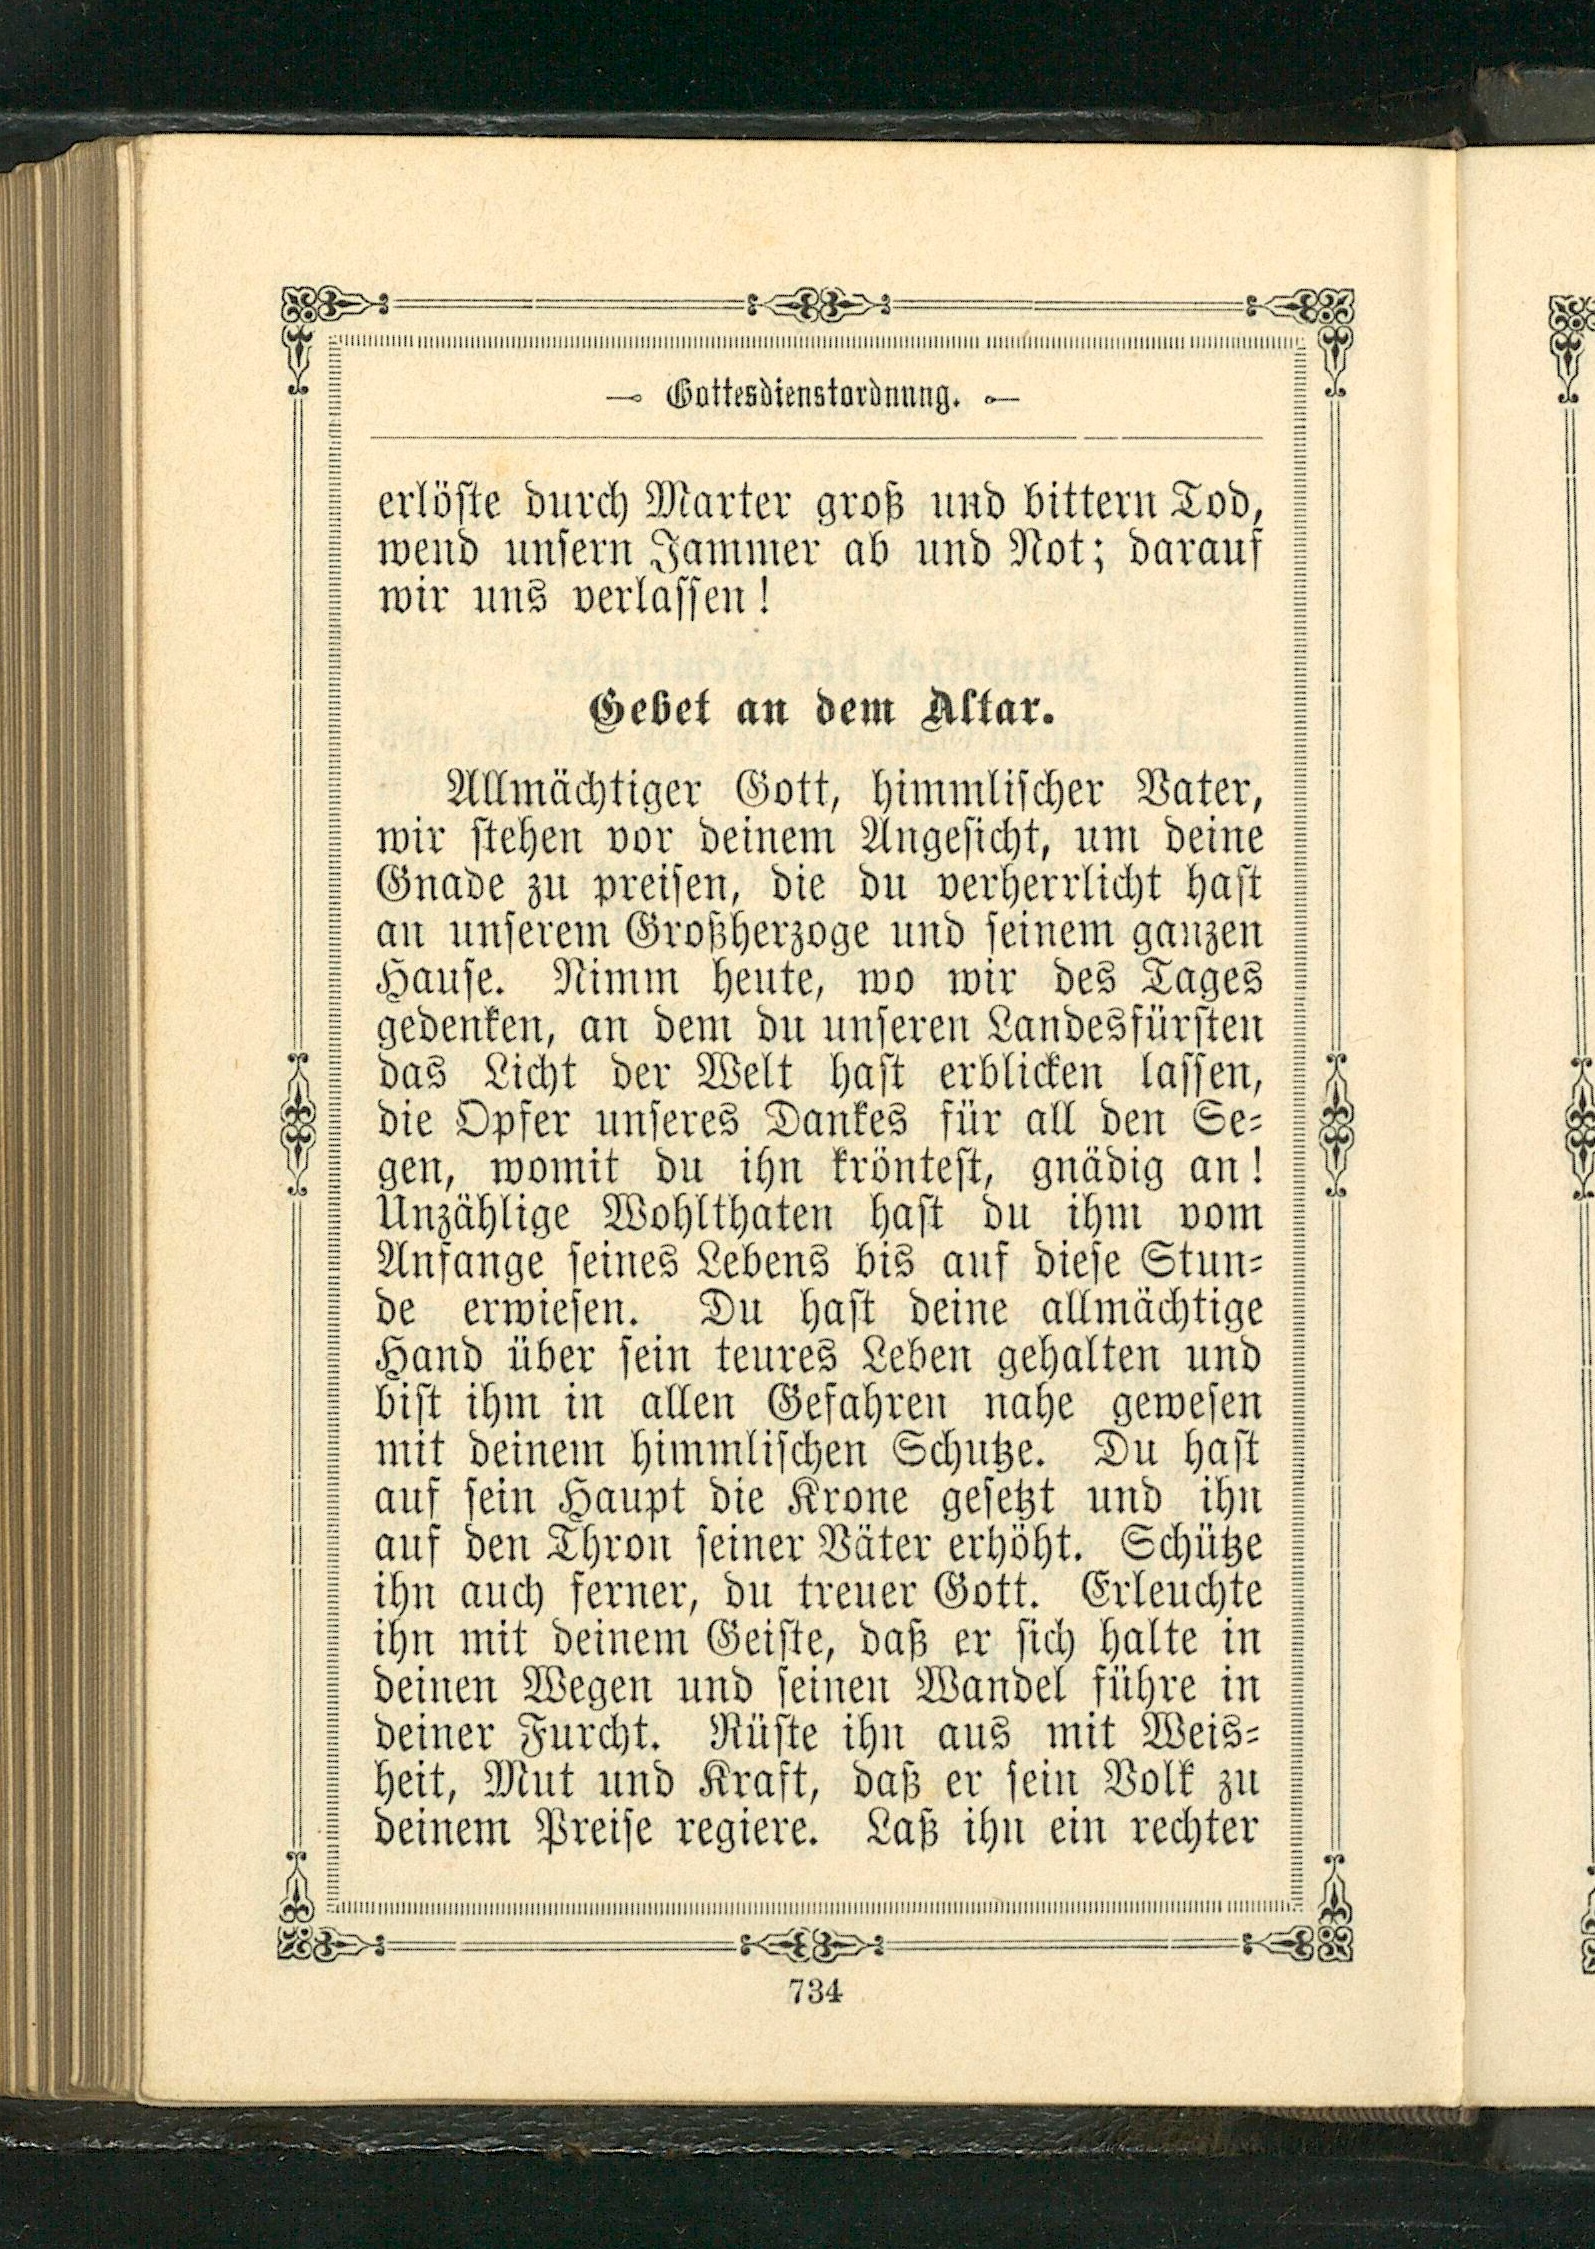 Gottesdienstordnung.
erlöste durch Marter groß und bittern Tod,
wend unsern Jammer ab und Not; darauf
wir uns verlassen!
Gebet an dem Altar.
Allmächtiger Gott, himmlischer Vater,
wir stehen vor deinem Angesicht, um deine
Gnade zu preisen, die du verherrlicht hast
an unserem Großherzoge und seinem ganzen
Hause. Nimm heute, wo wir des Tages
gedenken, an dem du unseren Landesfürsten
das Licht der Welt hast erblicken lassen,
die Opfer unseres Dankes für all den Se-
gen, womit du ihn kröntest, gnädig an!
Unzählige Wohlthaten hast du ihm vom
Anfange seines Lebens bis auf diese Stun-
de erwiesen. Du hast deine allmächtige
Hand über sein teures Leben gehalten und
bist ihm in allen Gefahren nahe gewesen
mit deinem himmlischen Schutze. Du hast
auf sein Haupt die Krone gesetzt und ihn
auf den Thron seiner Väter erhöht. Schütze
ihn auch ferner, du treuer Gott. Erleuchte
ihn mit deinem Geiste, daß er sich halte in
deinen Wegen und seinen Wandel führe in
deiner Furcht. Rüste ihn aus mit Weis-
heit, Mut und Kraft, daß er sein Volk zu
deinem Preise regiere. Laß ihn ein rechter
734